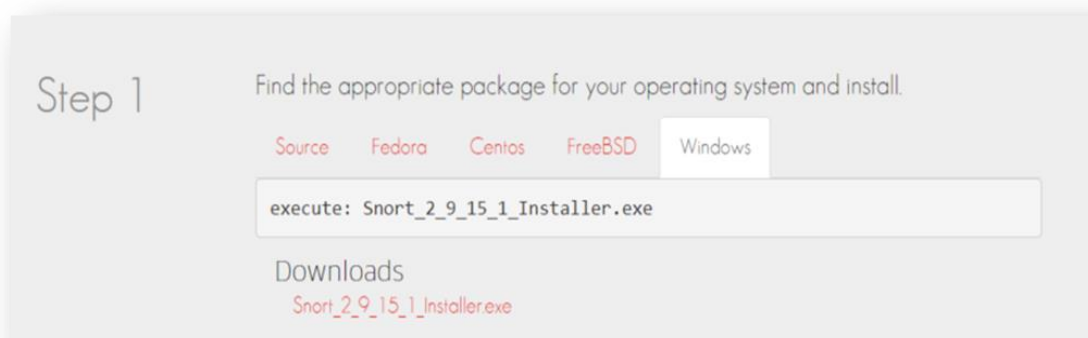 Step 1
Find the appropriate package for your operating system and install.
Source Fedora Centos FreeBSD Windows
execute: Snort_2_9_15_1_Installer.exe
Downloads
Snort_2_9_15_1_Installer.exe